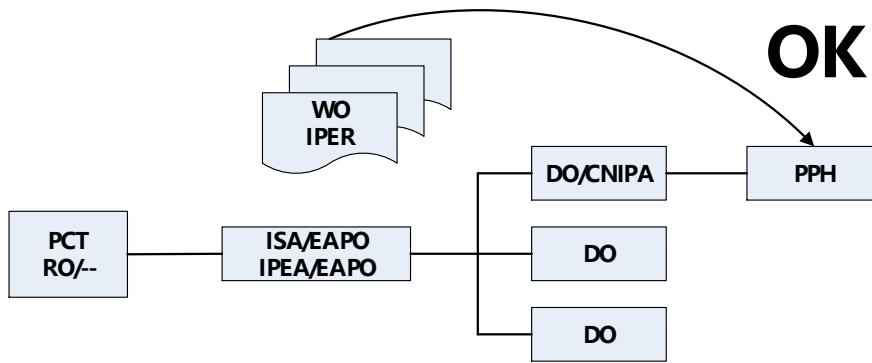 OK
WO
IPER
DO/CNIPA
PPH
PCT
RO/--
ISA/EAPO
IPEA/EAPO
DO
DO